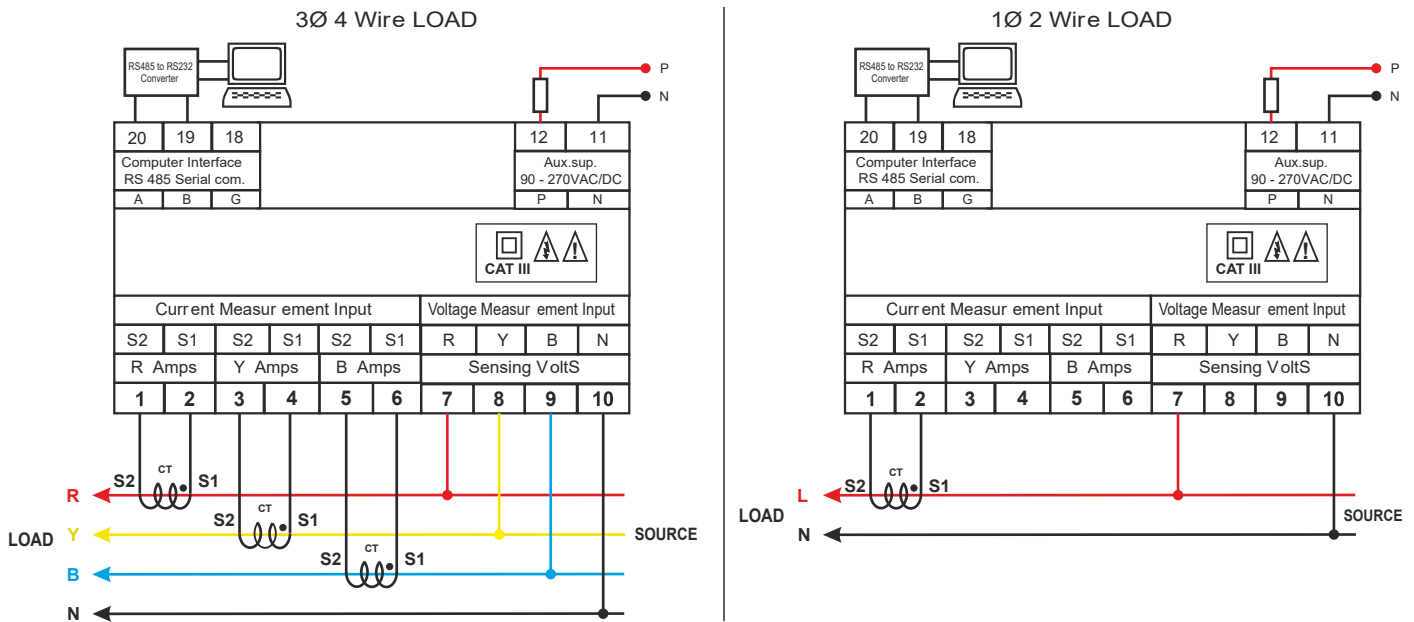 3Ø 4 Wire LOAD
RS485 to RS232
Converter
P
N
20 19 18
12 11
Computer Interface
RS 485 Serial com.
Aux.sup.
90 - 270VAC/DC
A B G
P N
CAT III
Current Measur ement Input
Voltage Measur ement Input
S2 S1 S2 S1 S2 S1 R Y B N
R Amps Y Amps B Amps Sensing VoltS
1 2 3 4 5 6 7 8 9 10
S2 CT S1
R
S2 CT S1
LOAD Y SOURCE
S2 CT S1
B
N
1Ø 2 Wire LOAD
RS485 to RS232
Converter
P
N
20 19 18
12 11
Computer Interface
RS 485 Serial com.
Aux.sup.
90 - 270VAC/DC
A B G
P N
CAT III
Current Measur ement Input
Voltage Measur ement Input
S2 S1 S2 S1 S2 S1 R Y B N
R Amps Y Amps B Amps Sensing VoltS
1 2 3 4 5 6 7 8 9 10
S2 CT S1
L
LOAD SOURCE
N